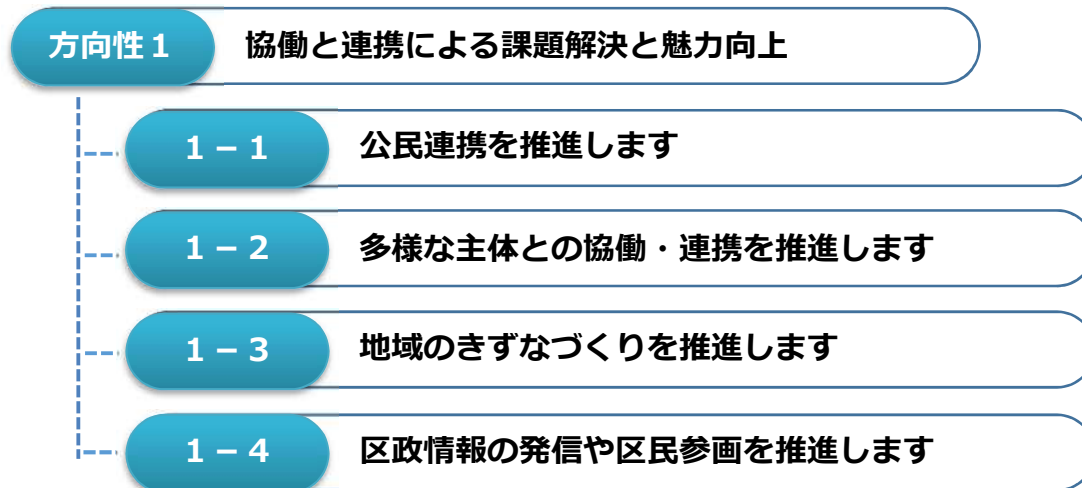 方向性１　協働と連携による課題解決と魅力向上
１－１　公民連携を推進します
１－２　多様な主体との協働・連携を推進します
１－３　地域のきずなづくりを推進します
１－４　区政情報の発信や区民参画を推進します